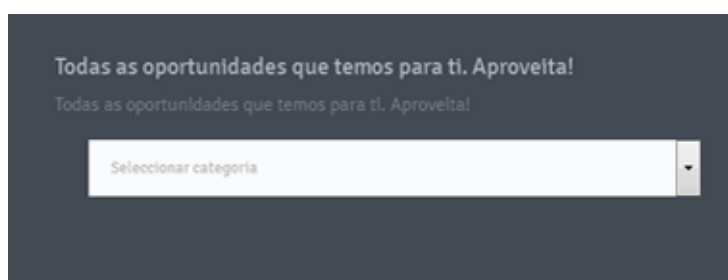 Todas as oportunidades que temos para ti. Aproveita!
Todas as oportunidades que temos para ti. Aproveita!
Seleccionar categoria